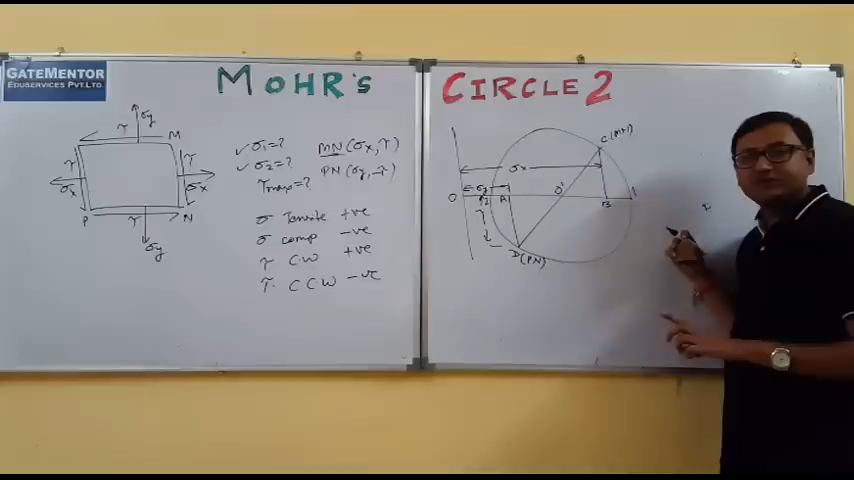 GATEMENTOR
EDUSERVICES PVT.LTD.
MOHR's
CIRCLE 2
σy
τ
M
τ
τ
σx
σx
P
τ
N
σy
✓ σ1=?
✓ σ2=?
τmax=?
MN(σx,τ)
PN(σy,-τ)
σ Tensile +ve
σ comp -ve
τ CW +ve
τ CCW -ve
C(MN)
σx
σy
O
A
O'
B
τ
D(PN)